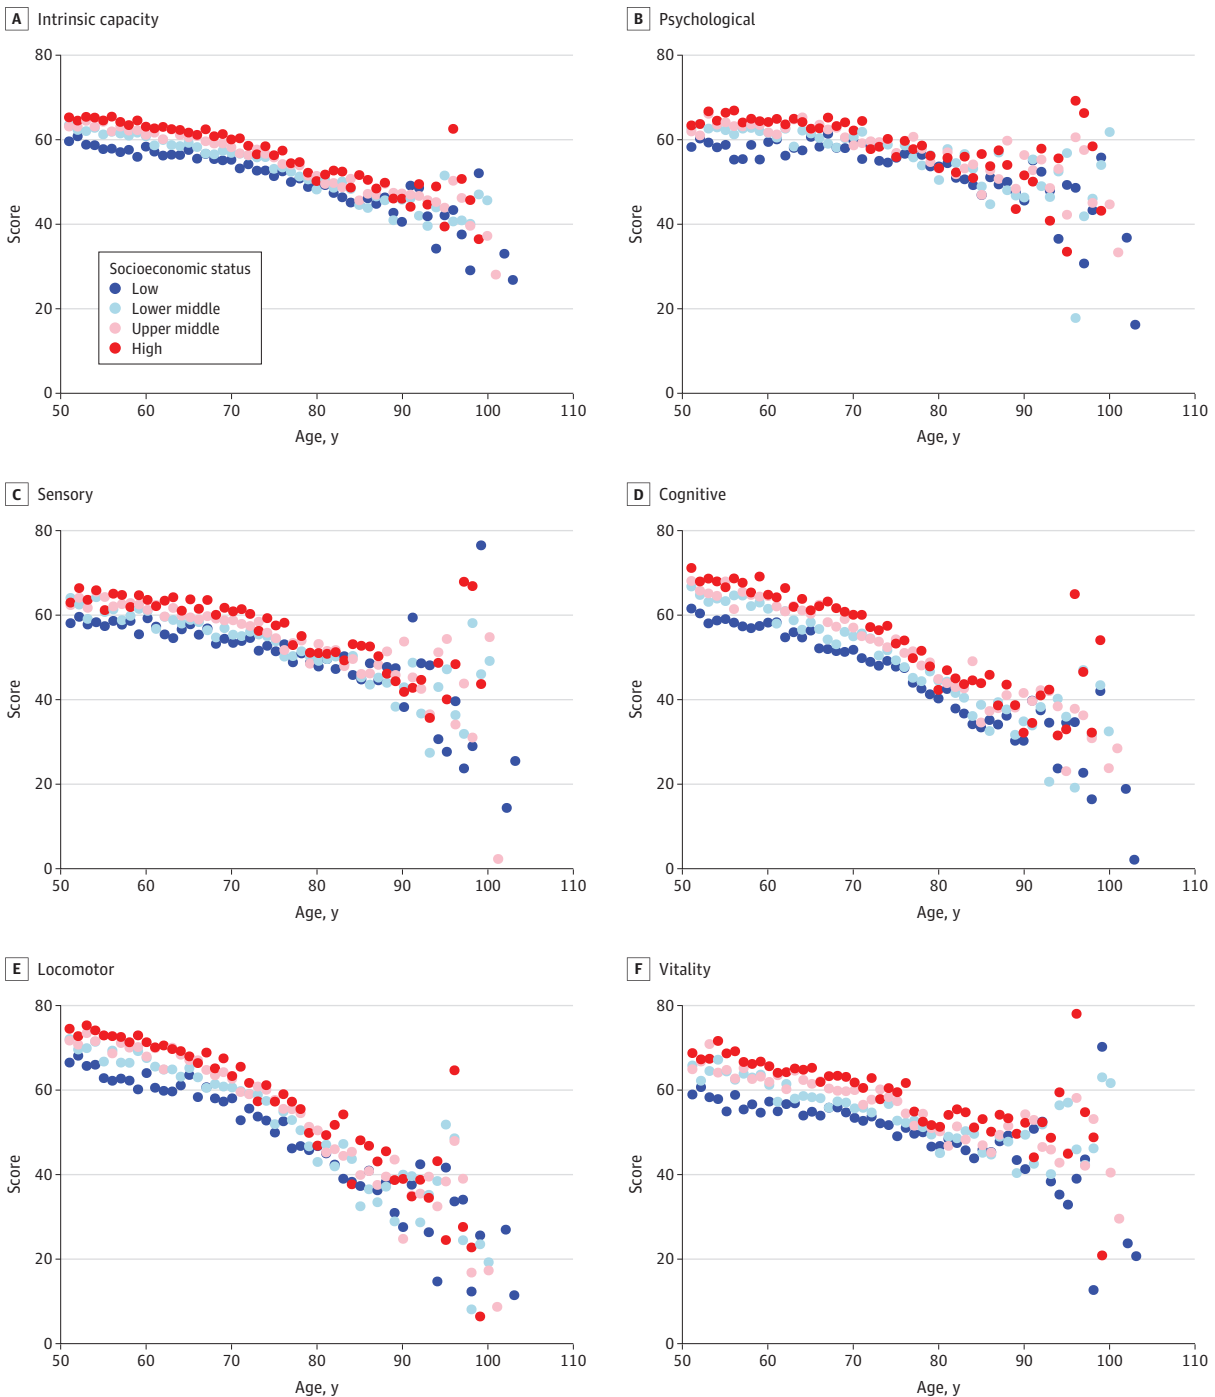 A Intrinsic capacity
80
60
40
20
0
Score
Socioeconomic status
Low
Lower middle
Upper middle
High
50 60 70 80 90 100 110
Age, y
B Psychological
80
60
40
20
0
Score
50 60 70 80 90 100 110
Age, y
C Sensory
80
60
40
20
0
Score
50 60 70 80 90 100 110
Age, y
D Cognitive
80
60
40
20
0
Score
50 60 70 80 90 100 110
Age, y
E Locomotor
80
60
40
20
0
Score
50 60 70 80 90 100 110
Age, y
F Vitality
80
60
40
20
0
Score
50 60 70 80 90 100 110
Age, y